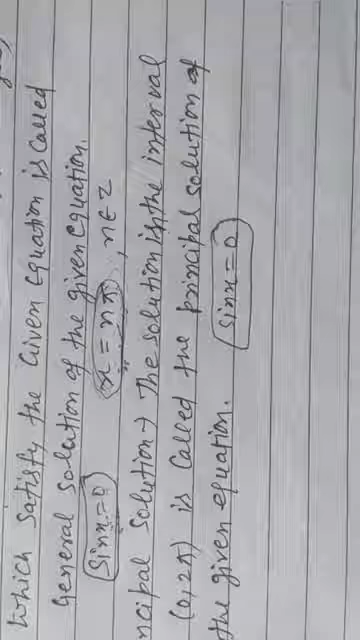 which satisfy the Given Equation is called
General solution of the given Equation.
Sinx=0 x=nπ, n∈z
ncipal solution→ The solution in the interval
(0,2π) is called the principal solution of
the given equation. Sinx=0